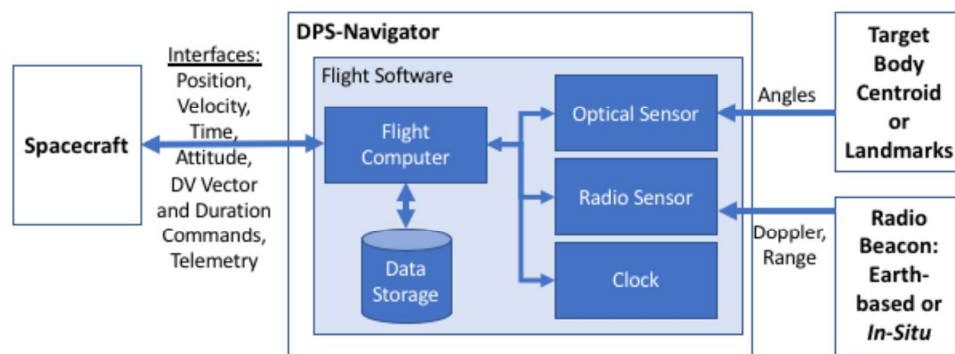 DPS-Navigator
Interfaces:
Position,
Velocity,
Time,
Attitude,
DV Vector
and Duration
Commands,
Telemetry
Spacecraft
Flight Software
Flight
Computer
Data
Storage
Optical Sensor
Radio Sensor
Clock
Angles
Doppler,
Range
Target
Body
Centroid
or
Landmarks
Radio
Beacon:
Earth-
based or
In-Situ